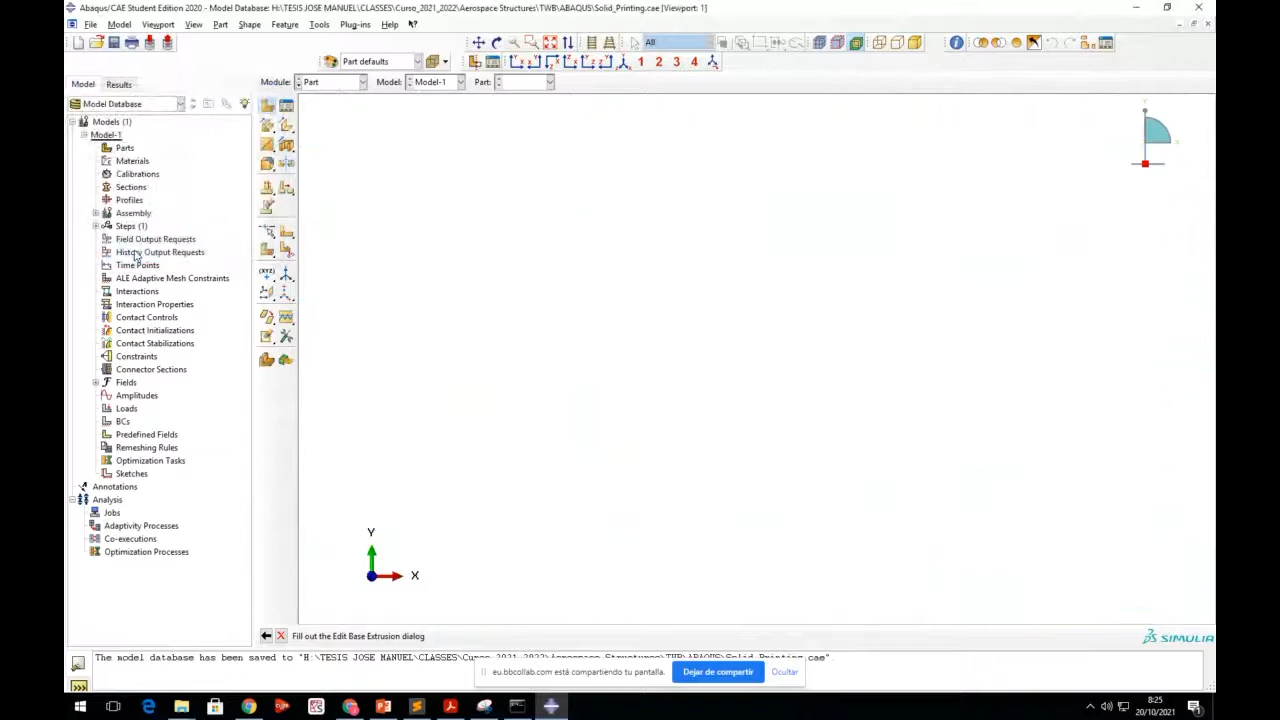 Abaqus/CAE Student Edition 2020 - Model Database: H:\TESIS JOSE MANUEL\CLASSES\Curso_2021_2022\Aerospace Structures\TWB\ABAQUS\Solid_Printing.cae [Viewport: 1]
File Model Viewport View Part Shape Feature Tools Plug-ins Help
All
Part defaults
1 2 3 4
Model Results
Module: Part Model: Model-1 Part:
Model Database
Models (1)
Model-1
Parts
Materials
Calibrations
Sections
Profiles
Assembly
Steps (1)
Field Output Requests
History Output Requests
Time Points
ALE Adaptive Mesh Constraints
Interactions
Interaction Properties
Contact Controls
Contact Initializations
Contact Stabilizations
Constraints
Connector Sections
Fields
Amplitudes
Loads
BCs
Predefined Fields
Remeshing Rules
Optimization Tasks
Sketches
Annotations
Analysis
Jobs
Adaptivity Processes
Co-executions
Optimization Processes
(XYZ)
Y
X
Fill out the Edit Base Extrusion dialog
SIMULIA
The model database has been saved to "H:\TESIS JOSE MANUEL\CLASSES\Curso_2021_2022\Aerospace Structures\TWB\ABAQUS\Solid_Printing.cae".
eu.bbcollab.com está compartiendo tu pantalla. Dejar de compartir Ocultar
8:25
20/10/2021